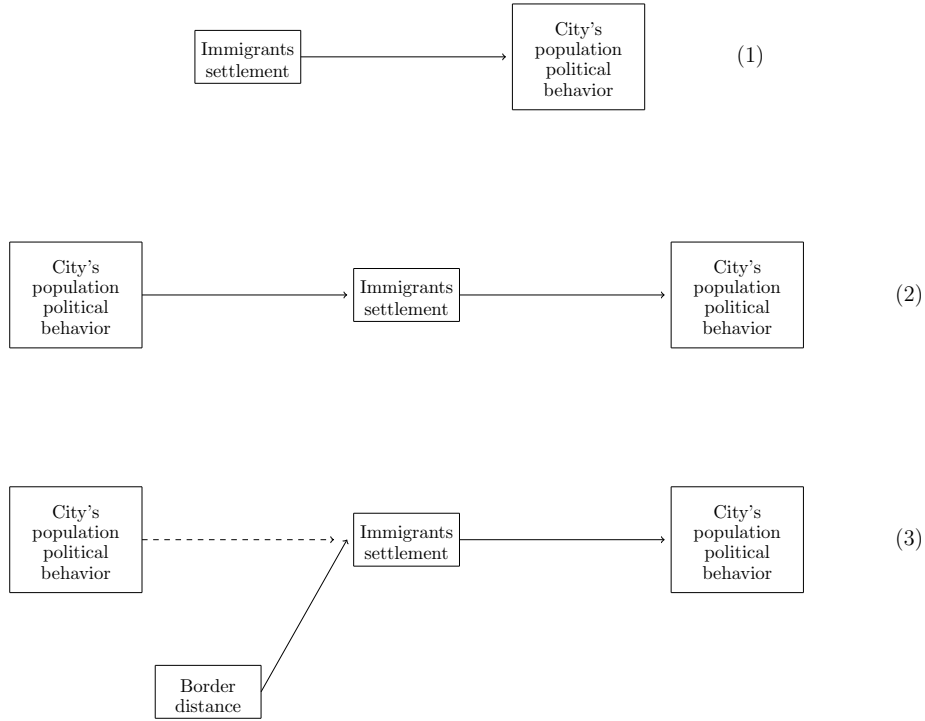 Immigrants
settlement
City's
population
political
behavior
(1)
City's
population
political
behavior
Immigrants
settlement
City's
population
political
behavior
(2)
City's
population
political
behavior
Immigrants
settlement
City's
population
political
behavior
(3)
Border
distance